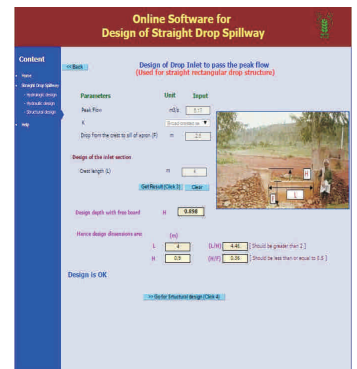 Online Software for
Design of Straight Drop Spillway
Content
Home
Straight Drop Spillway
- Hydrologic design
- Hydraulic design
- Structural design
Help
<< Back
Design of Drop Inlet to pass the peak flow
(Used for straight rectangular drop structure)
Parameters Unit Input
Peak Flow m3/s
K
Drop from the crest to sill of apron (F) m
Design of the inlet section
Crest length (L) m 4
Get Result (Click 3) Clear
Design depth with free board H 0.898
Hence design dimensions are: (m)
L 4 (L/H) 4.45 [ Should be greater than 2 ]
H 0.9 (H/F) [ Should be less than or equal to 0.5 ]
Design is OK
>> Go for Structural design (Click 4)
H
L